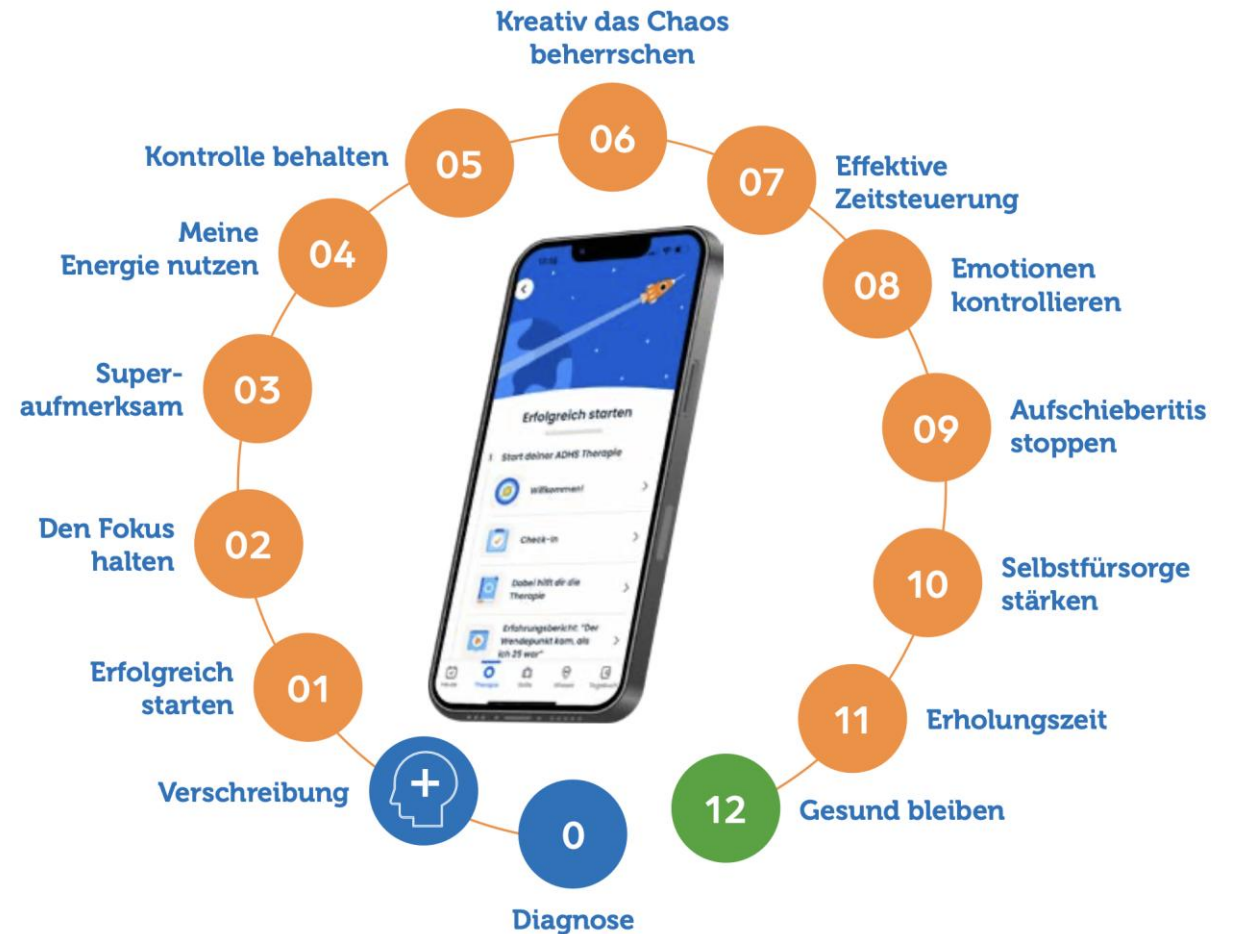 Kreativ das Chaos
beherrschen
06
Kontrolle behalten
05
07
Effektive
Zeitsteuerung
Meine
Energie nutzen
04
08
Emotionen
kontrollieren
Super-
aufmerksam
03
09
Aufschieberitis
stoppen
Den Fokus
halten
02
10
Selbstfürsorge
stärken
Erfolgreich
starten
01
11
Erholungszeit
Verschreibung
0
Diagnose
12
Gesund bleiben
Erfolgreich starten
Start deiner ADHS Therapie
Willkommen!
Check-in
Dabei hilft dir die
Therapie
Erfahrungsbericht: "Der
Wendepunkt kam, als
ich 25 war"
Therapie